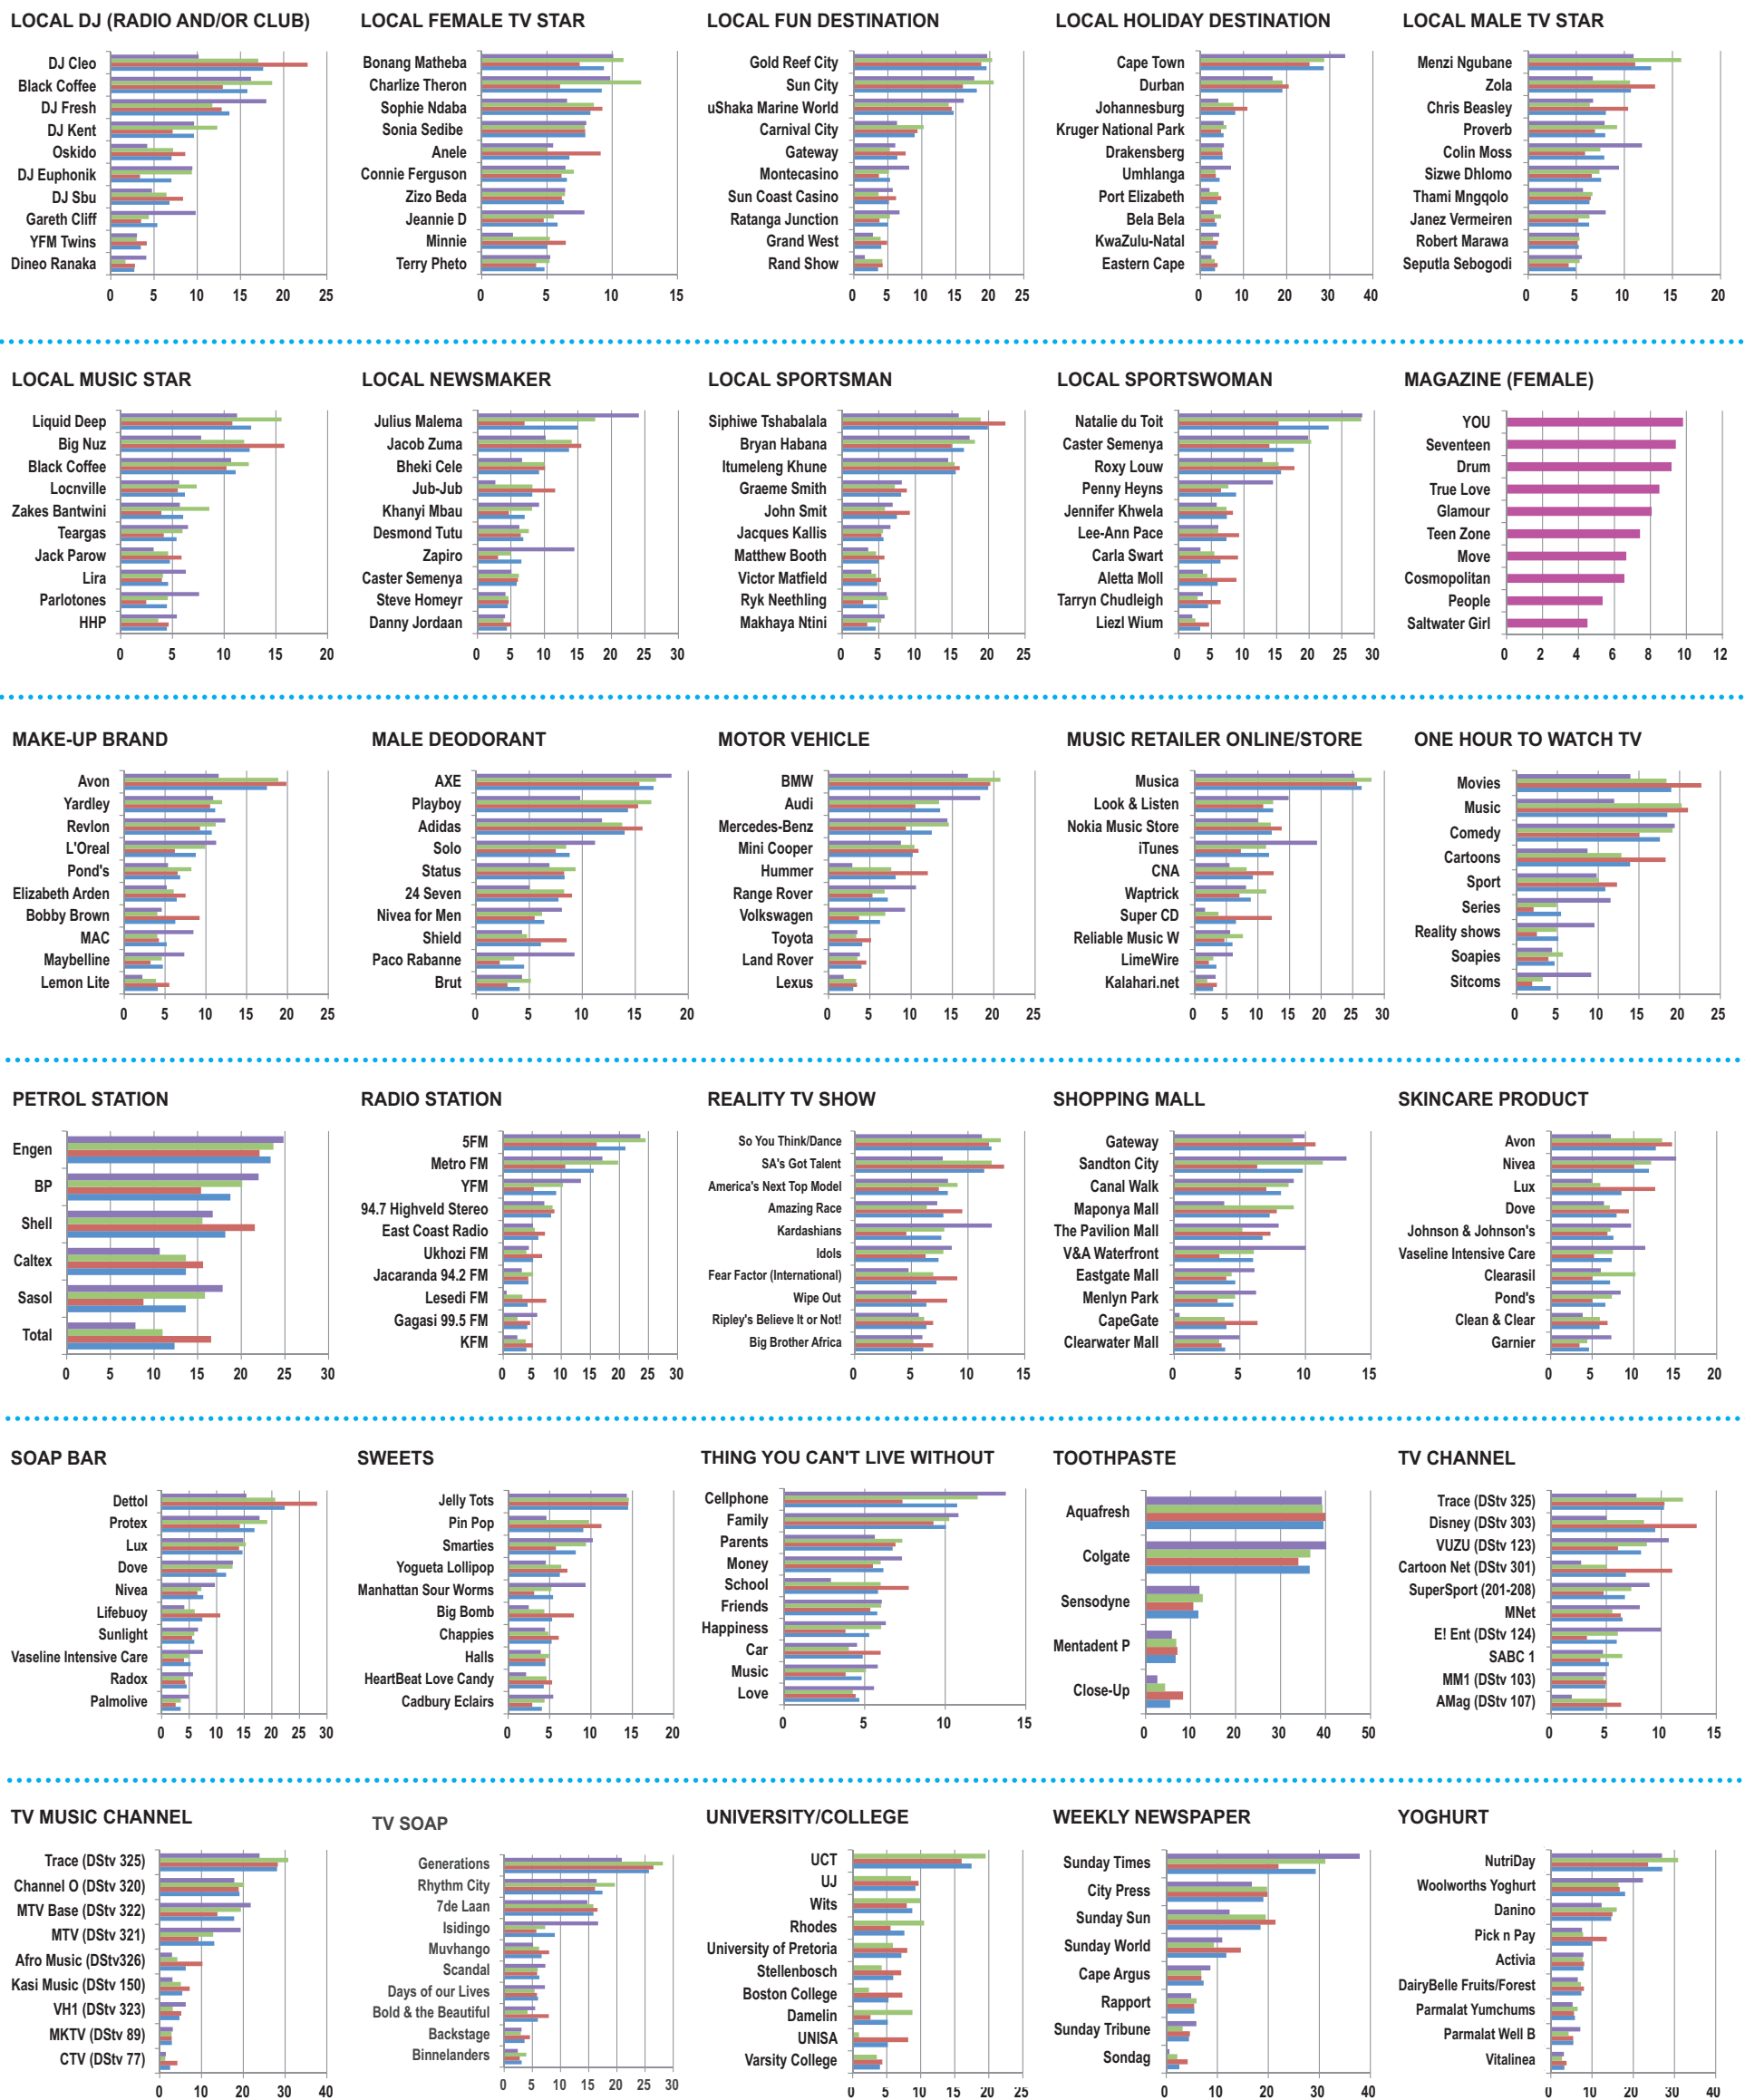 LOCAL DJ (RADIO AND/OR CLUB)
DJ Cleo
Black Coffee
DJ Fresh
DJ Kent
Oskido
DJ Euphonik
DJ Sbu
Gareth Cliff
YFM Twins
Dineo Ranaka
0 5 10 15 20 25
LOCAL FEMALE TV STAR
Bonang Matheba
Charlize Theron
Sophie Ndaba
Sonia Sedibe
Anele
Connie Ferguson
Zizo Beda
Jeannie D
Minnie
Terry Pheto
0 5 10 15
LOCAL FUN DESTINATION
Gold Reef City
Sun City
uShaka Marine World
Carnival City
Gateway
Montecasino
Sun Coast Casino
Ratanga Junction
Grand West
Rand Show
0 5 10 15 20 25
LOCAL HOLIDAY DESTINATION
Cape Town
Durban
Johannesburg
Kruger National Park
Drakensberg
Umhlanga
Port Elizabeth
Bela Bela
KwaZulu-Natal
Eastern Cape
0 10 20 30 40
LOCAL MALE TV STAR
Menzi Ngubane
Zola
Chris Beasley
Proverb
Colin Moss
Sizwe Dhlomo
Thami Mngqolo
Janez Vermeiren
Robert Marawa
Seputla Sebogodi
0 5 10 15 20
LOCAL MUSIC STAR
Liquid Deep
Big Nuz
Black Coffee
Locnville
Zakes Bantwini
Teargas
Jack Parow
Lira
Parlotones
HHP
0 5 10 15 20
LOCAL NEWSMAKER
Julius Malema
Jacob Zuma
Bheki Cele
Jub-Jub
Khanyi Mbau
Desmond Tutu
Zapiro
Caster Semenya
Steve Homeyr
Danny Jordaan
0 5 10 15 20 25 30
LOCAL SPORTSMAN
Siphiwe Tshabalala
Bryan Habana
Itumeleng Khune
Graeme Smith
John Smit
Jacques Kallis
Matthew Booth
Victor Matfield
Ryk Neethling
Makhaya Ntini
0 5 10 15 20 25
LOCAL SPORTSWOMAN
Natalie du Toit
Caster Semenya
Roxy Louw
Penny Heyns
Jennifer Khwela
Lee-Ann Pace
Carla Swart
Aletta Moll
Tarryn Chudleigh
Liezl Wium
0 5 10 15 20 25 30
MAGAZINE (FEMALE)
YOU
Seventeen
Drum
True Love
Glamour
Teen Zone
Move
Cosmopolitan
People
Saltwater Girl
0 2 4 6 8 10 12
MAKE-UP BRAND
Avon
Yardley
Revlon
L'Oreal
Pond's
Elizabeth Arden
Bobby Brown
MAC
Maybelline
Lemon Lite
0 5 10 15 20 25
MALE DEODORANT
AXE
Playboy
Adidas
Solo
Status
24 Seven
Nivea for Men
Shield
Paco Rabanne
Brut
0 5 10 15 20
MOTOR VEHICLE
BMW
Audi
Mercedes-Benz
Mini Cooper
Hummer
Range Rover
Volkswagen
Toyota
Land Rover
Lexus
0 5 10 15 20 25
MUSIC RETAILER ONLINE/STORE
Musica
Look & Listen
Nokia Music Store
iTunes
CNA
Waptrick
Super CD
Reliable Music W
LimeWire
Kalahari.net
0 5 10 15 20 25 30
ONE HOUR TO WATCH TV
Movies
Music
Comedy
Cartoons
Sport
Series
Reality shows
Soapies
Sitcoms
0 5 10 15 20 25
PETROL STATION
Engen
BP
Shell
Caltex
Sasol
Total
0 5 10 15 20 25 30
RADIO STATION
5FM
Metro FM
YFM
94.7 Highveld Stereo
East Coast Radio
Ukhozi FM
Jacaranda 94.2 FM
Lesedi FM
Gagasi 99.5 FM
KFM
0 5 10 15 20 25 30
REALITY TV SHOW
So You Think/Dance
SA's Got Talent
America's Next Top Model
Amazing Race
Kardashians
Idols
Fear Factor (International)
Wipe Out
Ripley's Believe It or Not!
Big Brother Africa
0 5 10 15
SHOPPING MALL
Gateway
Sandton City
Canal Walk
Maponya Mall
The Pavilion Mall
V&A Waterfront
Eastgate Mall
Menlyn Park
CapeGate
Clearwater Mall
0 5 10 15
SKINCARE PRODUCT
Avon
Nivea
Lux
Dove
Johnson & Johnson's
Vaseline Intensive Care
Clearasil
Pond's
Clean & Clear
Garnier
0 5 10 15 20
SOAP BAR
Dettol
Protex
Lux
Dove
Nivea
Lifebuoy
Sunlight
Vaseline Intensive Care
Radox
Palmolive
0 5 10 15 20 25 30
SWEETS
Jelly Tots
Pin Pop
Smarties
Yogueta Lollipop
Manhattan Sour Worms
Big Bomb
Chappies
Halls
HeartBeat Love Candy
Cadbury Eclairs
0 5 10 15 20
THING YOU CAN'T LIVE WITHOUT
Cellphone
Family
Parents
Money
School
Friends
Happiness
Car
Music
Love
0 5 10 15
TOOTHPASTE
Aquafresh
Colgate
Sensodyne
Mentadent P
Close-Up
0 10 20 30 40 50
TV CHANNEL
Trace (DStv 325)
Disney (DStv 303)
VUZU (DStv 123)
Cartoon Net (DStv 301)
SuperSport (201-208)
MNet
E! Ent (DStv 124)
SABC 1
MM1 (DStv 103)
AMag (DStv 107)
0 5 10 15
TV MUSIC CHANNEL
Trace (DStv 325)
Channel O (DStv 320)
MTV Base (DStv 322)
MTV (DStv 321)
Afro Music (DStv326)
Kasi Music (DStv 150)
VH1 (DStv 323)
MKTV (DStv 89)
CTV (DStv 77)
0 10 20 30 40
TV SOAP
Generations
Rhythm City
7de Laan
Isidingo
Muvhango
Scandal
Days of our Lives
Bold & the Beautiful
Backstage
Binnelanders
0 5 10 15 20 25 30
UNIVERSITY/COLLEGE
UCT
UJ
Wits
Rhodes
University of Pretoria
Stellenbosch
Boston College
Damelin
UNISA
Varsity College
0 5 10 15 20 25
WEEKLY NEWSPAPER
Sunday Times
City Press
Sunday Sun
Sunday World
Cape Argus
Rapport
Sunday Tribune
Sondag
0 10 20 30 40
YOGHURT
NutriDay
Woolworths Yoghurt
Danino
Pick n Pay
Activia
DairyBelle Fruits/Forest
Parmalat Yumchums
Parmalat Well B
Vitalinea
0 10 20 30 40